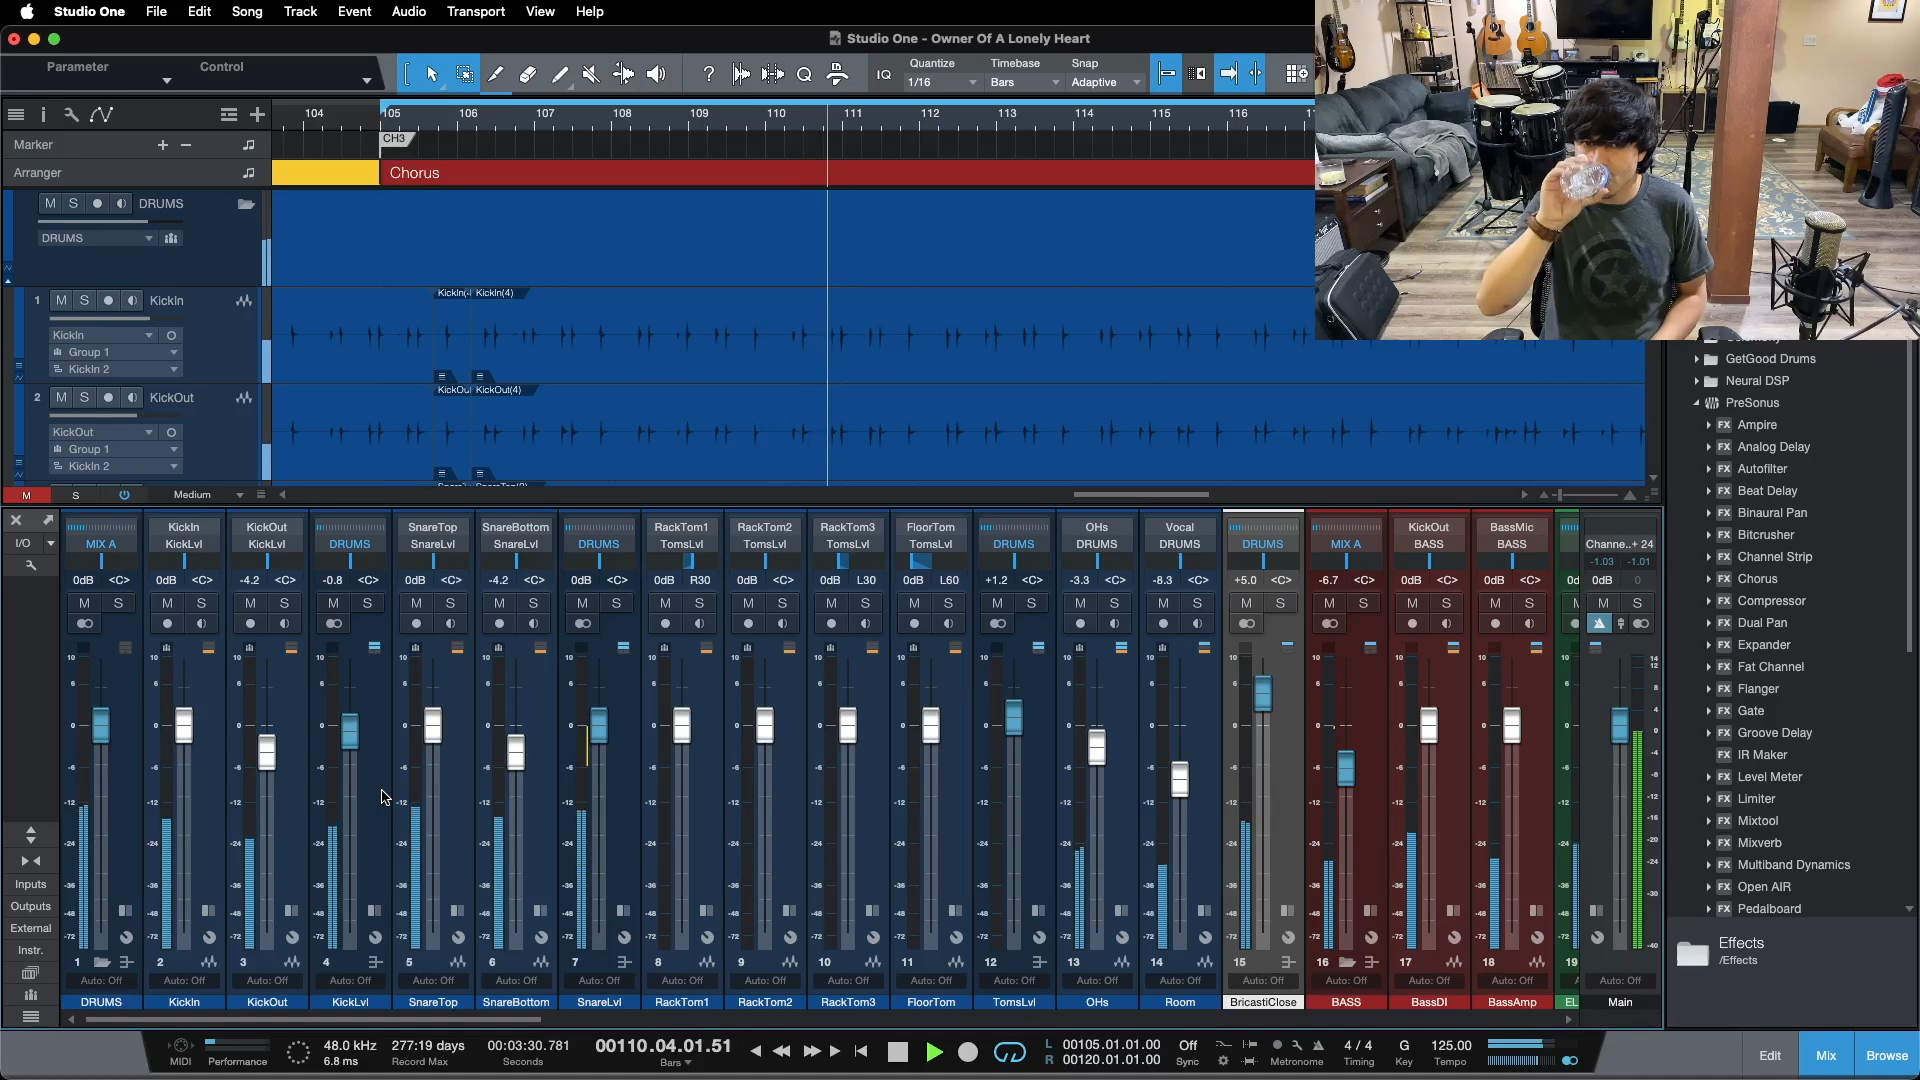 Studio One File Edit Song Track Event Audio Transport View Help
Studio One - Owner Of A Lonely Heart
Parameter Control
IQ Quantize 1/16 Timebase Bars Snap Adaptive
104 105 106 107 108 109 110 111 112 113 114 115 116
Marker CH3
Arranger Chorus
M S DRUMS
DRUMS
1 M S KickIn
KickIn
Group 1
KickIn 2
KickIn(4)
2 M S KickOut
KickOut
Group 1
KickIn 2
KickOut(4)
M S Medium
GetGood Drums
Neural DSP
PreSonus
FX Ampire
FX Analog Delay
FX Autofilter
FX Beat Delay
FX Binaural Pan
FX Bitcrusher
FX Channel Strip
FX Chorus
FX Compressor
FX Dual Pan
FX Expander
FX Fat Channel
FX Flanger
FX Gate
FX Groove Delay
FX IR Maker
FX Level Meter
FX Limiter
FX Mixtool
FX Mixverb
FX Multiband Dynamics
FX Open AIR
FX Pedalboard
Effects
/Effects
KickIn KickOut SnareTop SnareBottom RackTom1 RackTom2 RackTom3 FloorTom OHs Vocal KickOut BassMic
I/O MIX A KickLvl KickLvl DRUMS SnareLvl SnareLvl DRUMS TomsLvl TomsLvl TomsLvl TomsLvl DRUMS DRUMS DRUMS DRUMS MIX A BASS BASS Channe..+ 24
-1.03 -1.01
0dB <C> 0dB <C> -4.2 <C> -0.8 <C> 0dB <C> -4.2 <C> 0dB <C> 0dB R30 0dB <C> 0dB L30 0dB L60 +1.2 <C> -3.3 <C> -8.3 <C> +5.0 <C> -6.7 <C> 0dB <C> 0dB <C> 0dB 0
Inputs
Outputs
External
Instr.
1 2 3 4 5 6 7 8 9 10 11 12 13 14 15 16 17 18 19
Auto: Off Auto: Off Auto: Off Auto: Off Auto: Off Auto: Off Auto: Off Auto: Off Auto: Off Auto: Off Auto: Off Auto: Off Auto: Off Auto: Off Auto: Off Auto: Off Auto: Off Auto: Off Auto: Off
DRUMS KickIn KickOut KickLvl SnareTop SnareBottom SnareLvl RackTom1 RackTom2 RackTom3 FloorTom TomsLvl OHs Room BricastiClose BASS BassDI BassAmp EL Main
MIDI Performance
48.0 kHz
6.8 ms
277:19 days
Record Max
00:03:30.781
Seconds
00110.04.01.51
Bars
L 00105.01.01.00
R 00120.01.01.00
Off
Sync
Metronome
4 / 4
Timing
G
Key
125.00
Tempo
Edit Mix Browse